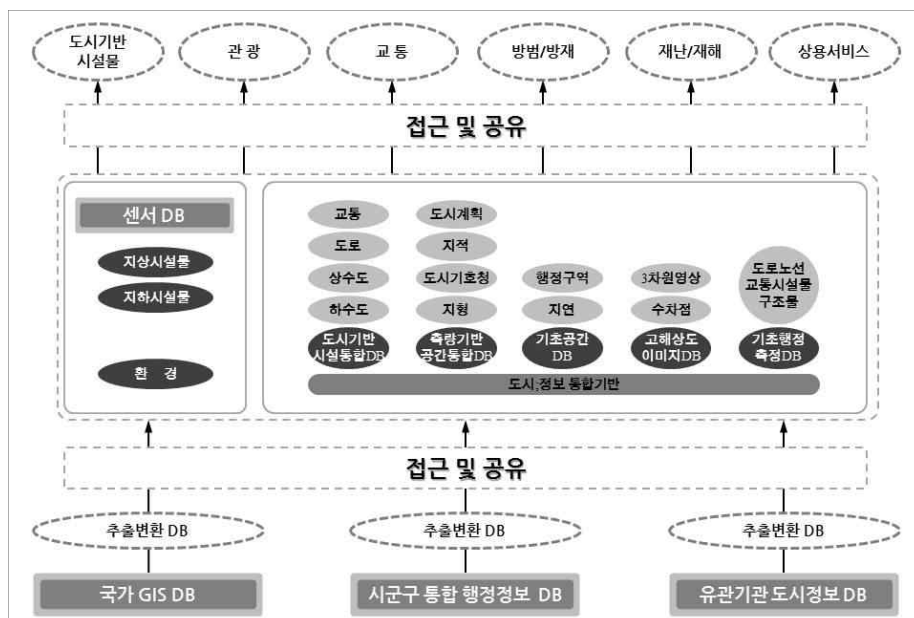 도시기반
시설물
관 광
교 통
방범/방재
재난/재해
상용서비스
접근 및 공유
센서 DB
지상시설물
지하시설물
환 경
교통
도로
상수도
하수도
도시기반
시설통합DB
도시계획
지적
도시기호청
지형
측량기반
공간통합DB
행정구역
지연
기초공간
DB
3차원영상
수차점
고해상도
이미지DB
도로노선
교통시설물
구조물
기초행정
측정DB
도시,정보 통합기반
접근 및 공유
추출변환 DB
추출변환 DB
추출변환 DB
국가 GIS DB
시군구 통합 행정정보 DB
유관기관 도시정보 DB